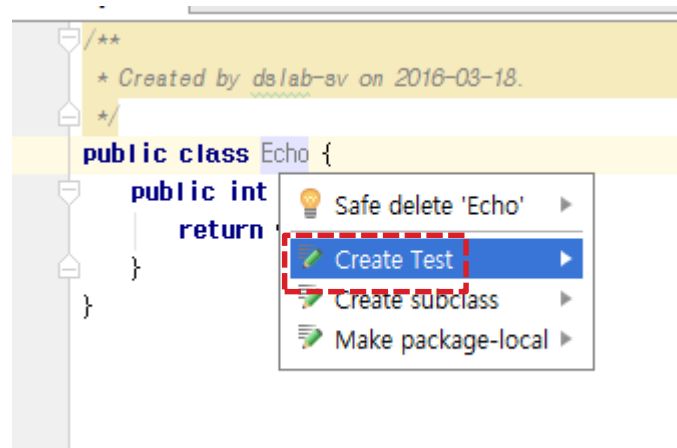 /**
* Created by dslab-sv on 2016-03-18.
*/
public class Echo {
public int
return
}
}
Safe delete 'Echo'
Create Test
Create subclass
Make package-local